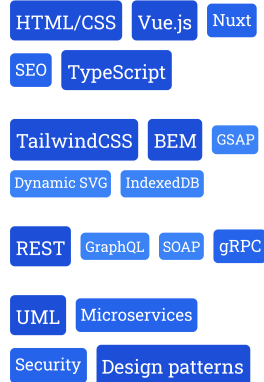 HTML/CSS Vue.js Nuxt
SEO TypeScript
TailwindCSS BEM GSAP
Dynamic SVG IndexedDB
REST GraphQL SOAP gRPC
UML Microservices
Security Design patterns